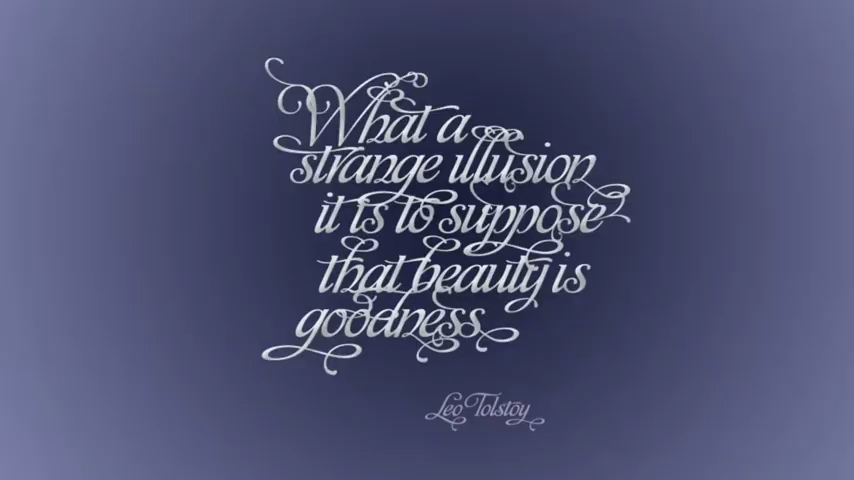 What a
strange illusion
it is to suppose
that beauty is
goodness
Leo Tolstoy